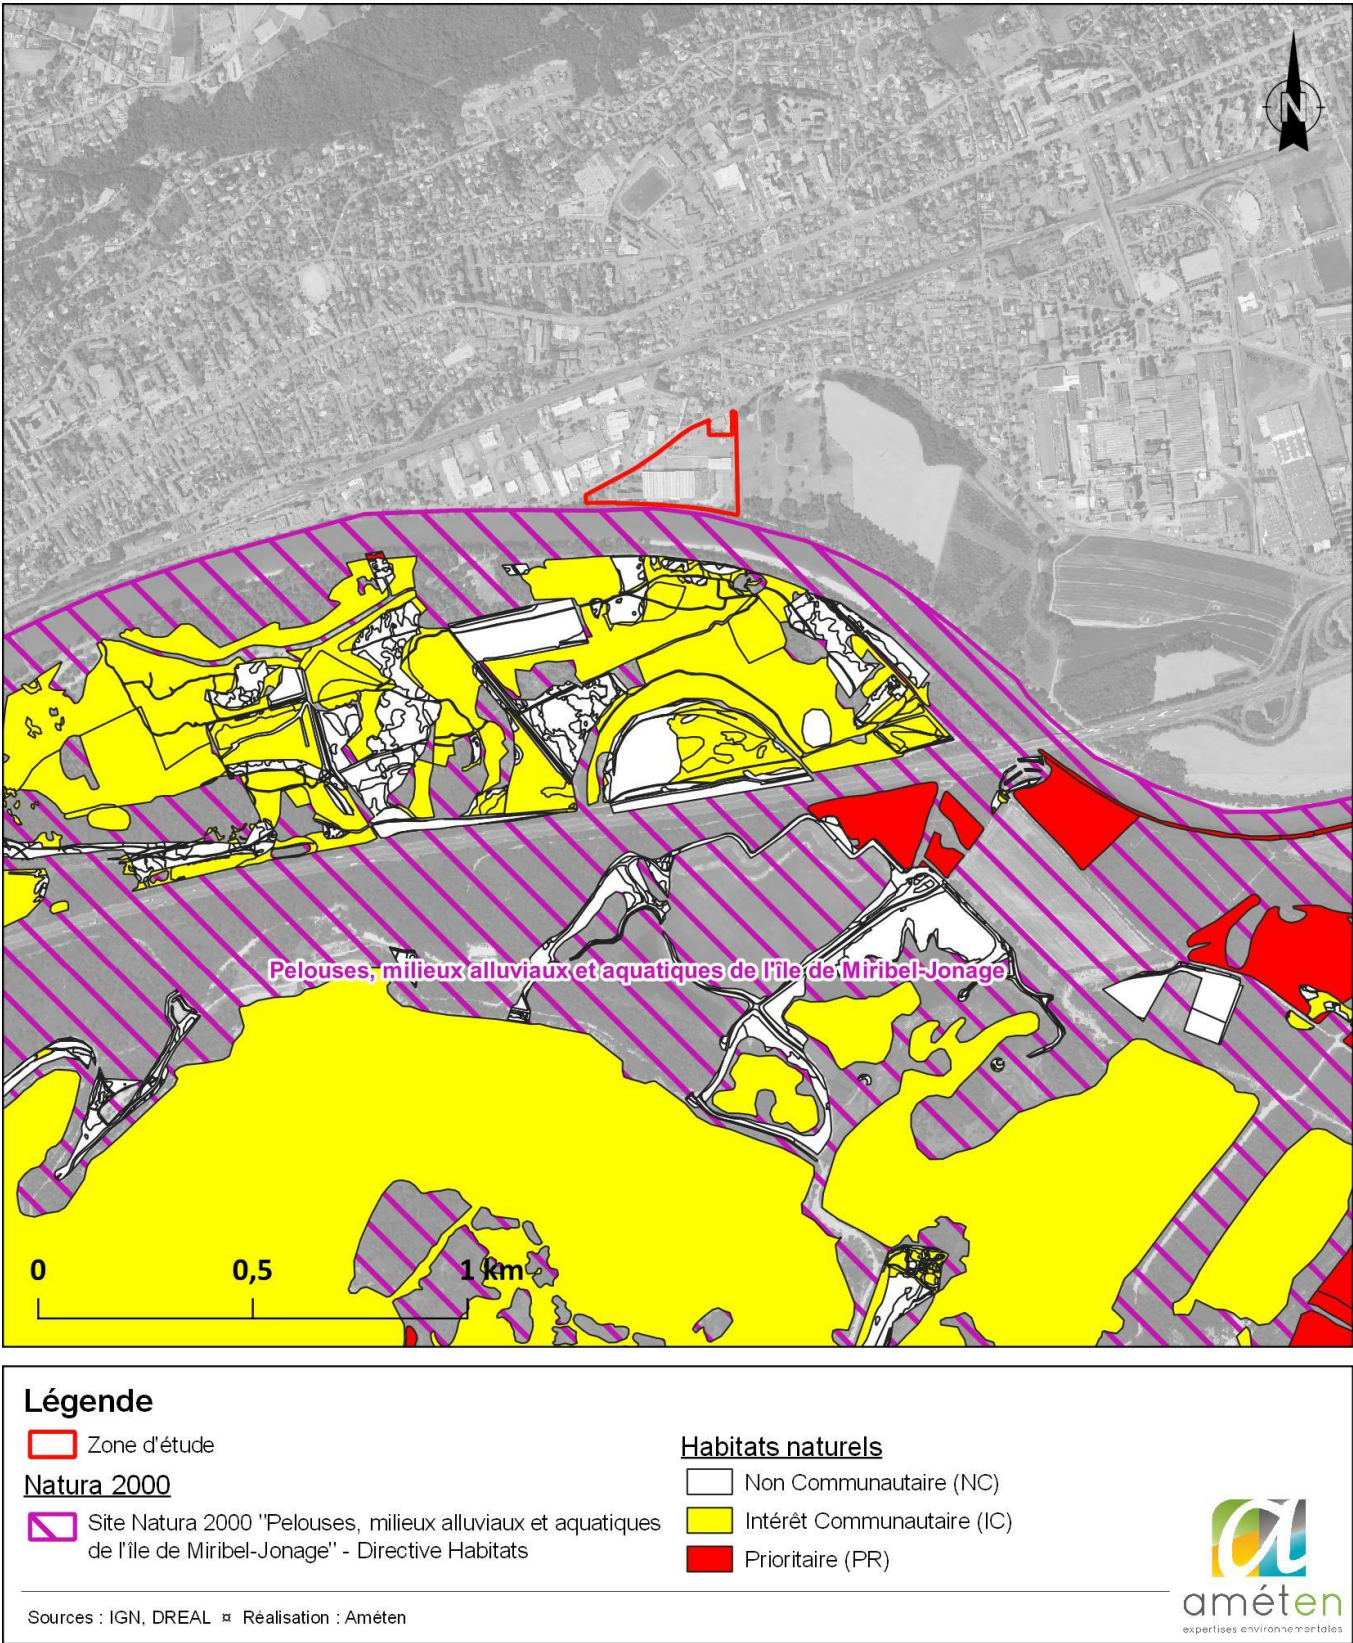 N
Pelouses, milieux alluviaux et aquatiques de l'île de Miribel-Jonage
0 0,5 1 km
Légende
Zone d'étude
Natura 2000
Site Natura 2000 "Pelouses, milieux alluviaux et aquatiques
de l'île de Miribel-Jonage" - Directive Habitats
Habitats naturels
Non Communautaire (NC)
Intérêt Communautaire (IC)
Prioritaire (PR)
Sources : IGN, DREAL ¤ Réalisation : Améten
améten
expertises environnementales